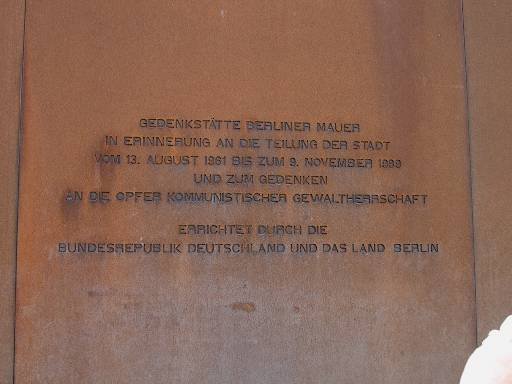 GEDENKSTÄTTE BERLINER MAUER
IN ERINNERUNG AN DIE TEILUNG DER STADT
VOM 13. AUGUST 1961 BIS ZUM 9. NOVEMBER 1989
UND ZUM GEDENKEN
AN DIE OPFER KOMMUNISTISCHER GEWALTHERRSCHAFT
ERRICHTET DURCH DIE
BUNDESREPUBLIK DEUTSCHLAND UND DAS LAND BERLIN